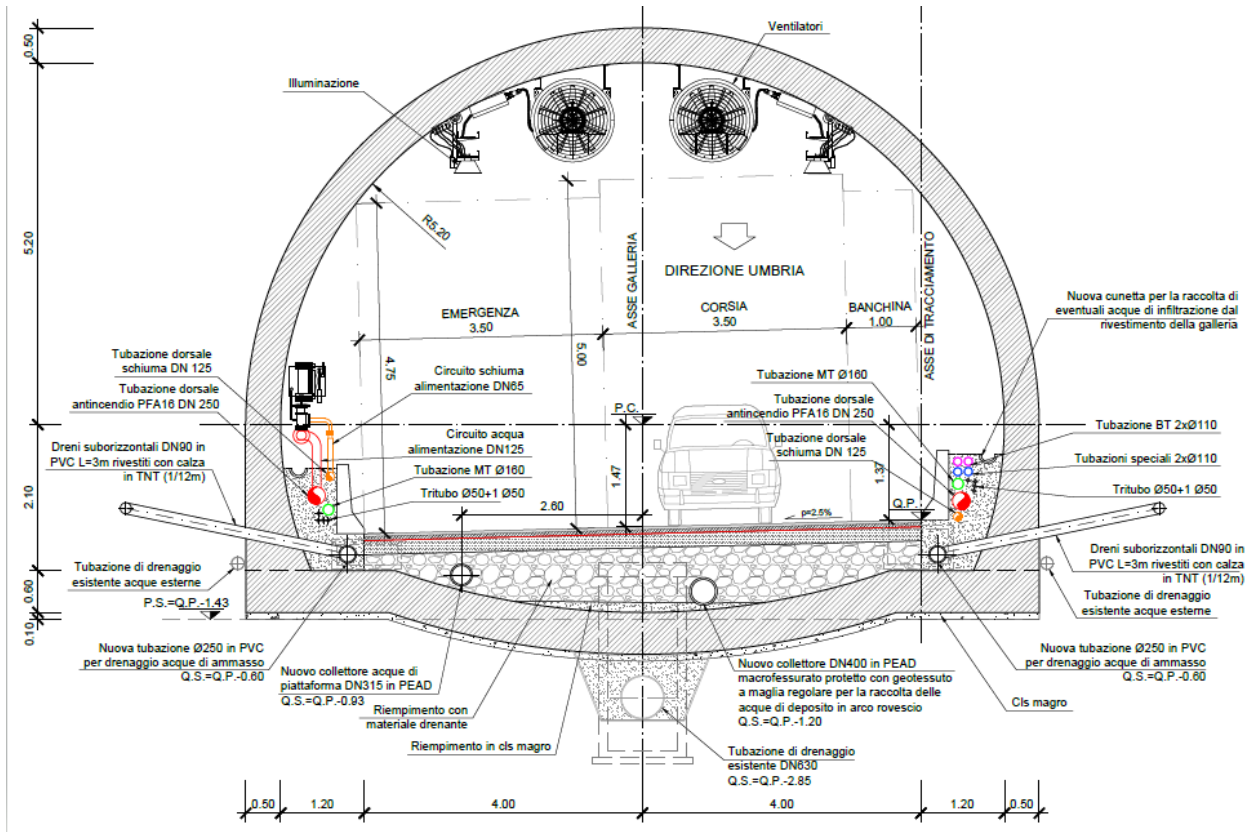 Ventilatori
0.50
Illuminazione
R5.20
5.20
ASSE GALLERIA
ASSE DI TRACCIAMENTO
DIREZIONE UMBRIA
EMERGENZA
3.50
CORSIA
3.50
BANCHINA
1.00
Nuova cunetta per la raccolta di
eventuali acque di infiltrazione dal
rivestimento della galleria
4.75
5.00
Tubazione dorsale
schiuma DN 125
Tubazione dorsale
antincendio PFA16 DN 250
Circuito schiuma
alimentazione DN65
Tubazione MT Ø160
Tubazione dorsale
antincendio PFA16 DN 250
Tubazione dorsale
schiuma DN 125
P.C.
Dreni suborizzontali DN90 in
PVC L=3m rivestiti con calza
in TNT (1/12m)
Circuito acqua
alimentazione DN125
Tubazione MT Ø160
Tritubo Ø50+1 Ø50
Tubazione BT 2xØ110
Tubazioni speciali 2xØ110
Tritubo Ø50+1 Ø50
1.47
1.37
2.10
2.60
Q.P.
p=2.5%
Dreni suborizzontali DN90 in
PVC L=3m rivestiti con calza
in TNT (1/12m)
Tubazione di drenaggio
esistente acque esterne
P.S.=Q.P.-1.43
Tubazione di drenaggio
esistente acque esterne
0.60
0.10
Nuova tubazione Ø250 in PVC
per drenaggio acque di ammasso
Q.S.=Q.P.-0.60
Nuovo collettore acque di
piattaforma DN315 in PEAD
Q.S.=Q.P.-0.93
Riempimento con
materiale drenante
Riempimento in cls magro
Nuovo collettore DN400 in PEAD
macrofessurato protetto con geotessuto
a maglia regolare per la raccolta delle
acque di deposito in arco rovescio
Q.S.=Q.P.-1.20
Tubazione di drenaggio
esistente DN630
Q.S.=Q.P.-2.85
Nuova tubazione Ø250 in PVC
per drenaggio acque di ammasso
Q.S.=Q.P.-0.60
Cls magro
0.50
1.20
4.00
4.00
1.20
0.50